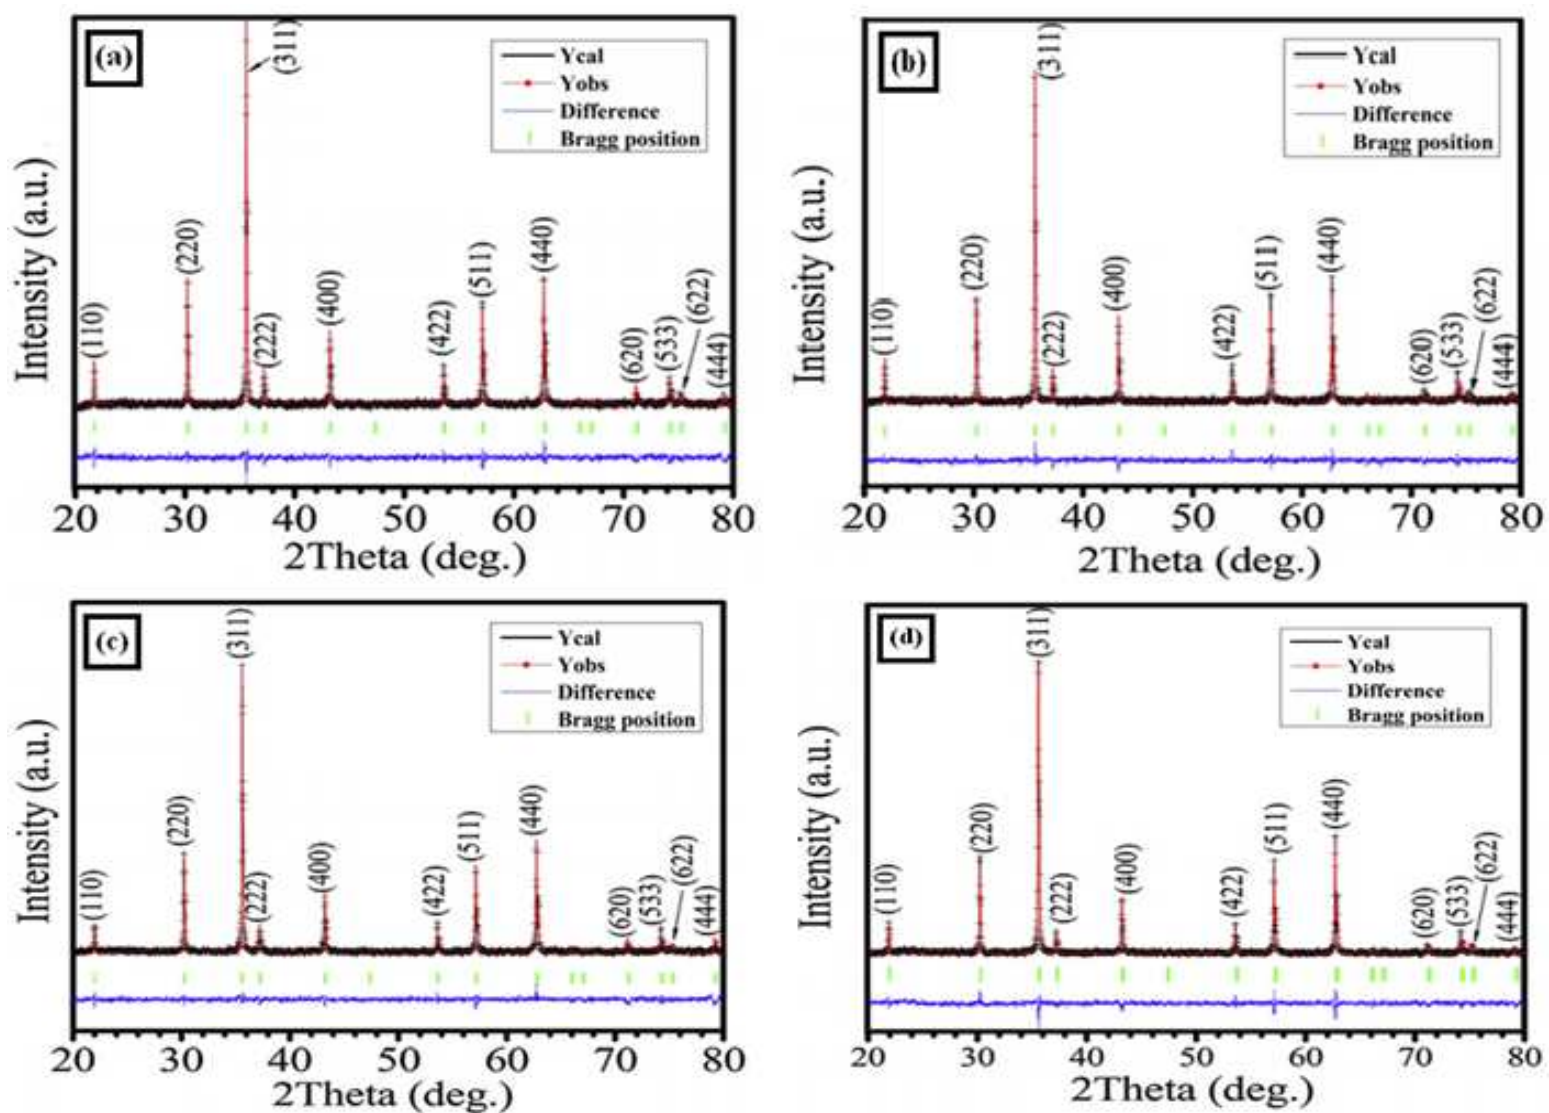 (a)
(311)
Ycal
Yobs
Difference
Bragg position
Intensity (a.u.)
(110)
(220)
(222)
(400)
(422)
(511)
(440)
(620)
(533)
(622)
(444)
20 30 40 50 60 70 80
2Theta (deg.)
(b)
(311)
Ycal
Yobs
Difference
Bragg position
Intensity (a.u.)
(110)
(220)
(222)
(400)
(422)
(511)
(440)
(620)
(533)
(622)
(444)
20 30 40 50 60 70 80
2Theta (deg.)
(c)
(311)
Ycal
Yobs
Difference
Bragg position
Intensity (a.u.)
(110)
(220)
(222)
(400)
(422)
(511)
(440)
(620)
(533)
(622)
(444)
20 30 40 50 60 70 80
2Theta (deg.)
(d)
(311)
Ycal
Yobs
Difference
Bragg position
Intensity (a.u.)
(110)
(220)
(222)
(400)
(422)
(511)
(440)
(620)
(533)
(622)
(444)
20 30 40 50 60 70 80
2Theta (deg.)